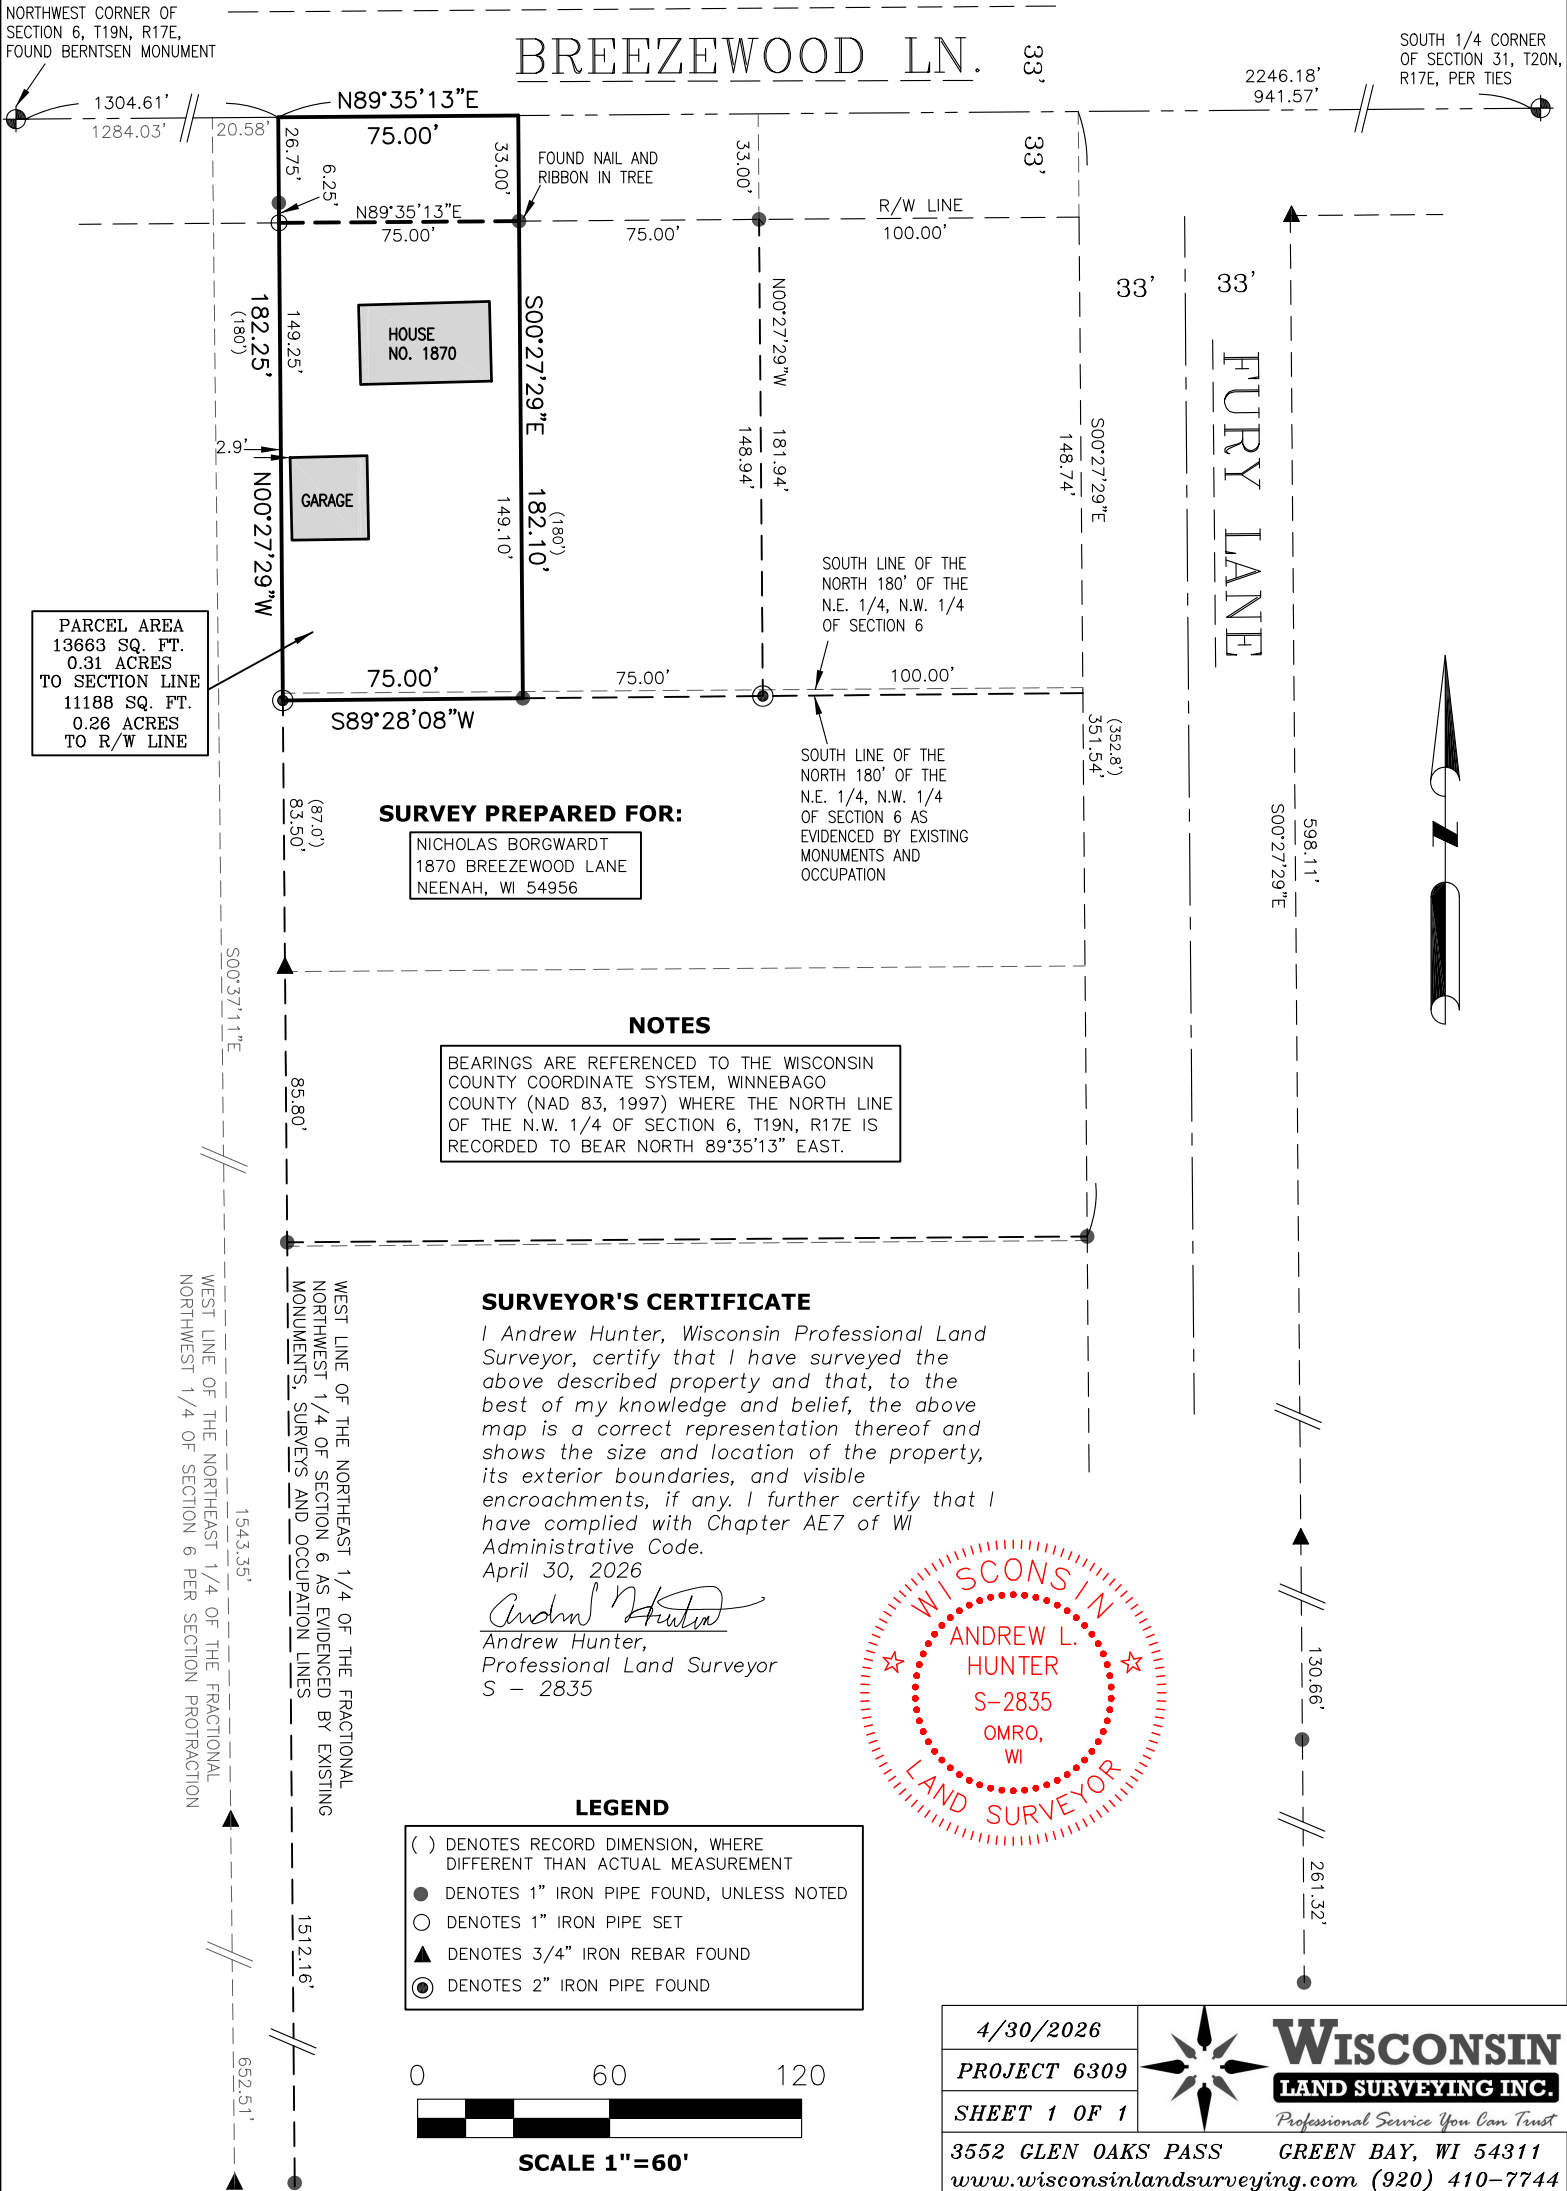 NORTHWEST CORNER OF
SECTION 6, T19N, R17E,
FOUND BERNTSEN MONUMENT
BREEZEWOOD LN.
33'
33'
SOUTH 1/4 CORNER
OF SECTION 31, T20N,
R17E, PER TIES
2246.18'
941.57'
1304.61'
1284.03'
20.58'
N89°35'13"E
75.00'
26.75'
6.25'
33.00'
FOUND NAIL AND
RIBBON IN TREE
33.00'
N89°35'13"E
75.00'
75.00'
R/W LINE
100.00'
33'
33'
FURY LANE
182.25'
(180')
149.25'
HOUSE
NO. 1870
S00°27'29"E
N00°27'29"W
181.94'
148.94'
S00°27'29"E
148.74'
2.9'
N00°27'29"W
GARAGE
149.10'
182.10'
(180')
SOUTH LINE OF THE
NORTH 180' OF THE
N.E. 1/4, N.W. 1/4
OF SECTION 6
PARCEL AREA
13663 SQ. FT.
0.31 ACRES
TO SECTION LINE
11188 SQ. FT.
0.26 ACRES
TO R/W LINE
75.00'
S89°28'08"W
75.00'
100.00'
SOUTH LINE OF THE
NORTH 180' OF THE
N.E. 1/4, N.W. 1/4
OF SECTION 6 AS
EVIDENCED BY EXISTING
MONUMENTS AND
OCCUPATION
(352.8')
351.54'
598.11'
S00°27'29"E
(87.0')
83.50'
SURVEY PREPARED FOR:
NICHOLAS BORGWARDT
1870 BREEZEWOOD LANE
NEENAH, WI 54956
Z
S00°37'11"E
85.80'
NOTES
BEARINGS ARE REFERENCED TO THE WISCONSIN
COUNTY COORDINATE SYSTEM, WINNEBAGO
COUNTY (NAD 83, 1997) WHERE THE NORTH LINE
OF THE N.W. 1/4 OF SECTION 6, T19N, R17E IS
RECORDED TO BEAR NORTH 89°35'13" EAST.
WEST LINE OF THE NORTHEAST 1/4 OF THE FRACTIONAL
NORTHWEST 1/4 OF SECTION 6 PER SECTION PROTRACTION
1543.35'
WEST LINE OF THE NORTHEAST 1/4 OF THE FRACTIONAL
NORTHWEST 1/4 OF SECTION 6 AS EVIDENCED BY EXISTING
MONUMENTS, SURVEYS AND OCCUPATION LINES
SURVEYOR'S CERTIFICATE
I Andrew Hunter, Wisconsin Professional Land
Surveyor, certify that I have surveyed the
above described property and that, to the
best of my knowledge and belief, the above
map is a correct representation thereof and
shows the size and location of the property,
its exterior boundaries, and visible
encroachments, if any. I further certify that I
have complied with Chapter AE7 of WI
Administrative Code.
April 30, 2026
Andrew Hunter
Andrew Hunter,
Professional Land Surveyor
S - 2835
WISCONSIN
ANDREW L.
HUNTER
S-2835
OMRO,
WI
LAND SURVEYOR
130.66'
261.32'
1512.16'
652.51'
LEGEND
( ) DENOTES RECORD DIMENSION, WHERE
DIFFERENT THAN ACTUAL MEASUREMENT
DENOTES 1" IRON PIPE FOUND, UNLESS NOTED
DENOTES 1" IRON PIPE SET
DENOTES 3/4" IRON REBAR FOUND
DENOTES 2" IRON PIPE FOUND
0 60 120
SCALE 1"=60'
4/30/2026
PROJECT 6309
SHEET 1 OF 1
WISCONSIN
LAND SURVEYING INC.
Professional Service You Can Trust
3552 GLEN OAKS PASS GREEN BAY, WI 54311
www.wisconsinlandsurveying.com (920) 410-7744